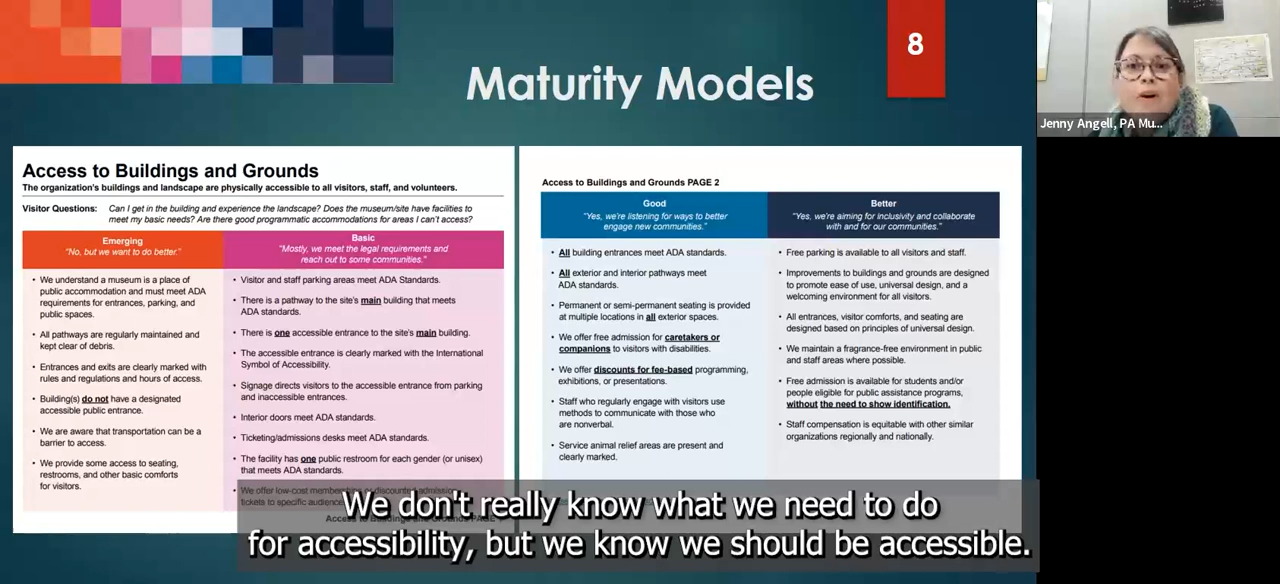 8
Maturity Models
Jenny Angell, PA Mu...
Access to Buildings and Grounds
The organization's buildings and landscape are physically accessible to all visitors, staff, and volunteers.
Visitor Questions: Can I get in the building and experience the landscape? Does the museum/site have facilities to
meet my basic needs? Are there good programmatic accommodations for areas I can't access?
Emerging
"No, but we want to do better."
Basic
"Mostly, we meet the legal requirements and
reach out to some communities."
• We understand a museum is a place of
public accommodation and must meet ADA
requirements for entrances, parking, and
public spaces.
• All pathways are regularly maintained and
kept clear of debris.
• Entrances and exits are clearly marked with
rules and regulations and hours of access.
• Building(s) do not have a designated
accessible public entrance.
• We are aware that transportation can be a
barrier to access.
• We provide some access to seating,
restrooms, and other basic comforts
for visitors.
• Visitor and staff parking areas meet ADA Standards.
• There is a pathway to the site's main building that meets
ADA standards.
• There is one accessible entrance to the site's main building.
• The accessible entrance is clearly marked with the International
Symbol of Accessibility.
• Signage directs visitors to the accessible entrance from parking
and inaccessible entrances.
• Interior doors meet ADA standards.
• Ticketing/admissions desks meet ADA standards.
• The facility has one public restroom for each gender (or unisex)
that meets ADA standards.
• We offer low-cost memberships or discounted admission
tickets to specific audiences
Access to Buildings and Grounds PAGE
Access to Buildings and Grounds PAGE 2
Good
"Yes, we're listening for ways to better
engage new communities."
Better
"Yes, we're aiming for inclusivity and collaborate
with and for our communities."
• All building entrances meet ADA standards.
• All exterior and interior pathways meet
ADA standards.
• Permanent or semi-permanent seating is provided
at multiple locations in all exterior spaces.
• We offer free admission for caretakers or
companions to visitors with disabilities.
• We offer discounts for fee-based programming,
exhibitions, or presentations.
• Staff who regularly engage with visitors use
methods to communicate with those who
are nonverbal.
• Service animal relief areas are present and
clearly marked.
• Free parking is available to all visitors and staff.
• Improvements to buildings and grounds are designed
to promote ease of use, universal design, and a
welcoming environment for all visitors.
• All entrances, visitor comforts, and seating are
designed based on principles of universal design.
• We maintain a fragrance-free environment in public
and staff areas where possible.
• Free admission is available for students and/or
people eligible for public assistance programs,
without the need to show identification.
• Staff compensation is equitable with other similar
organizations regionally and nationally.
We don't really know what we need to do
for accessibility, but we know we should be accessible.